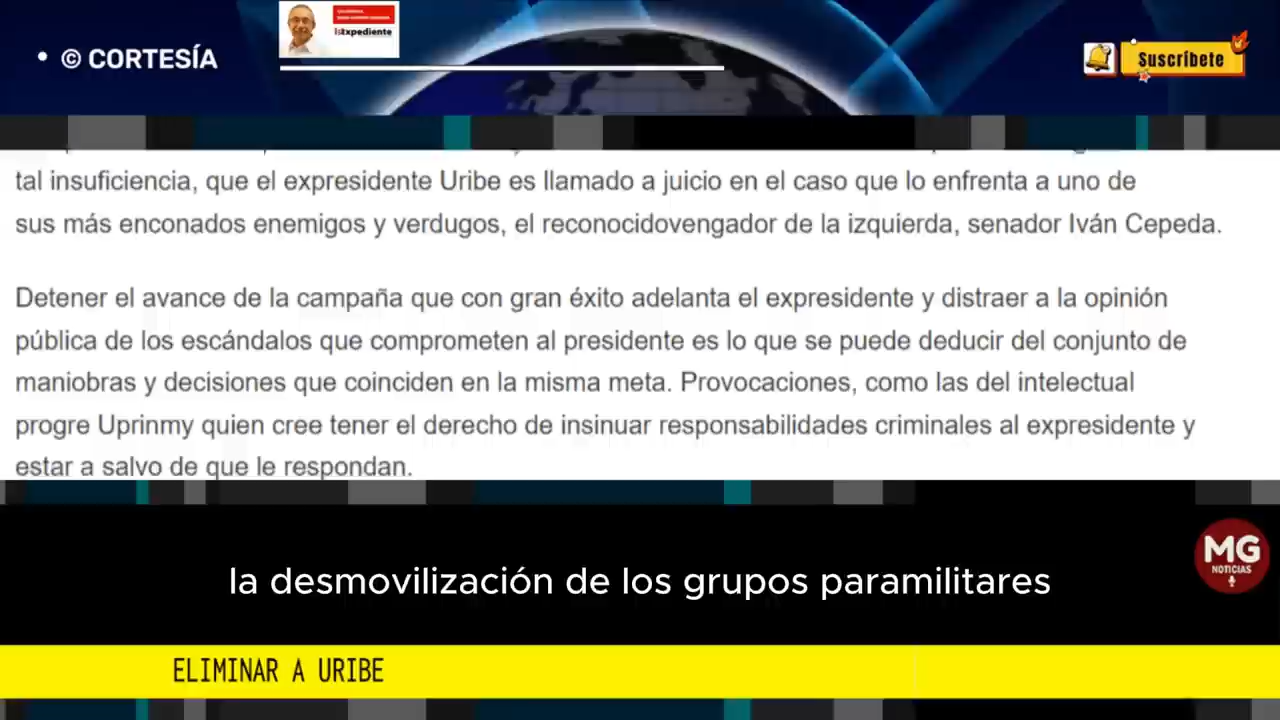 • © CORTESÍA
isExpediente
Suscríbete
tal insuficiencia, que el expresidente Uribe es llamado a juicio en el caso que lo enfrenta a uno de
sus más enconados enemigos y verdugos, el reconocidovengador de la izquierda, senador Iván Cepeda.
Detener el avance de la campaña que con gran éxito adelanta el expresidente y distraer a la opinión
pública de los escándalos que comprometen al presidente es lo que se puede deducir del conjunto de
maniobras y decisiones que coinciden en la misma meta. Provocaciones, como las del intelectual
progre Uprinmy quien cree tener el derecho de insinuar responsabilidades criminales al expresidente y
estar a salvo de que le respondan.
MG
NOTICIAS
la desmovilización de los grupos paramilitares
ELIMINAR A URIBE